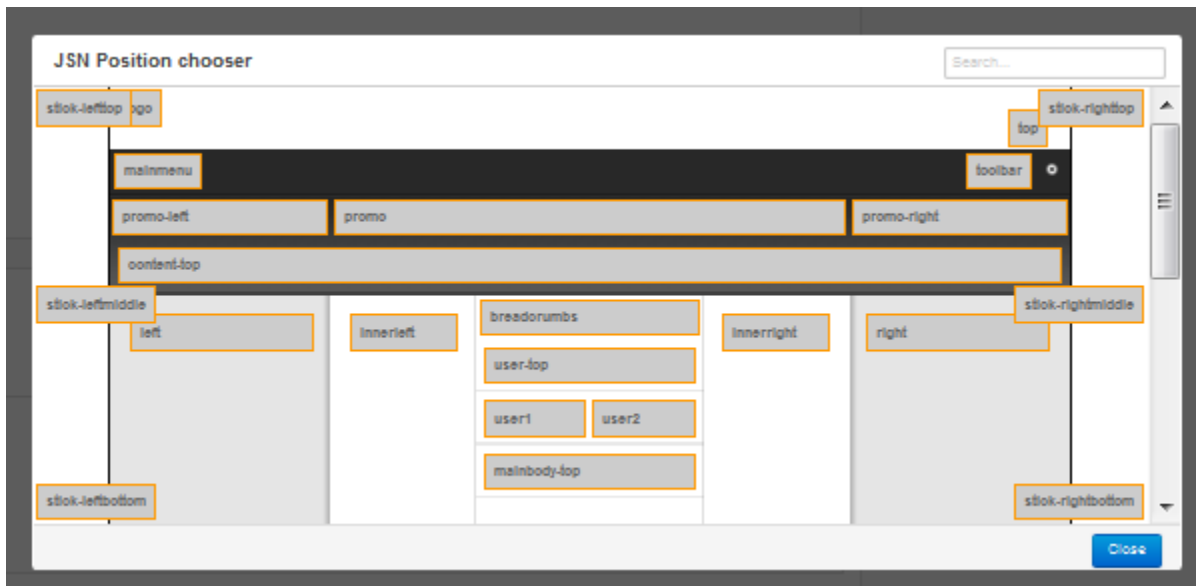 JSN Position chooser
Search...
stick-lefttop ogo
stick-righttop
top
mainmenu
toolbar
promo-left
promo
promo-right
content-top
stick-leftmiddle
stick-rightmiddle
left
innerleft
breadcrumbs
innerright
right
user-top
user1
user2
mainbody-top
stick-leftbottom
stick-rightbottom
Close